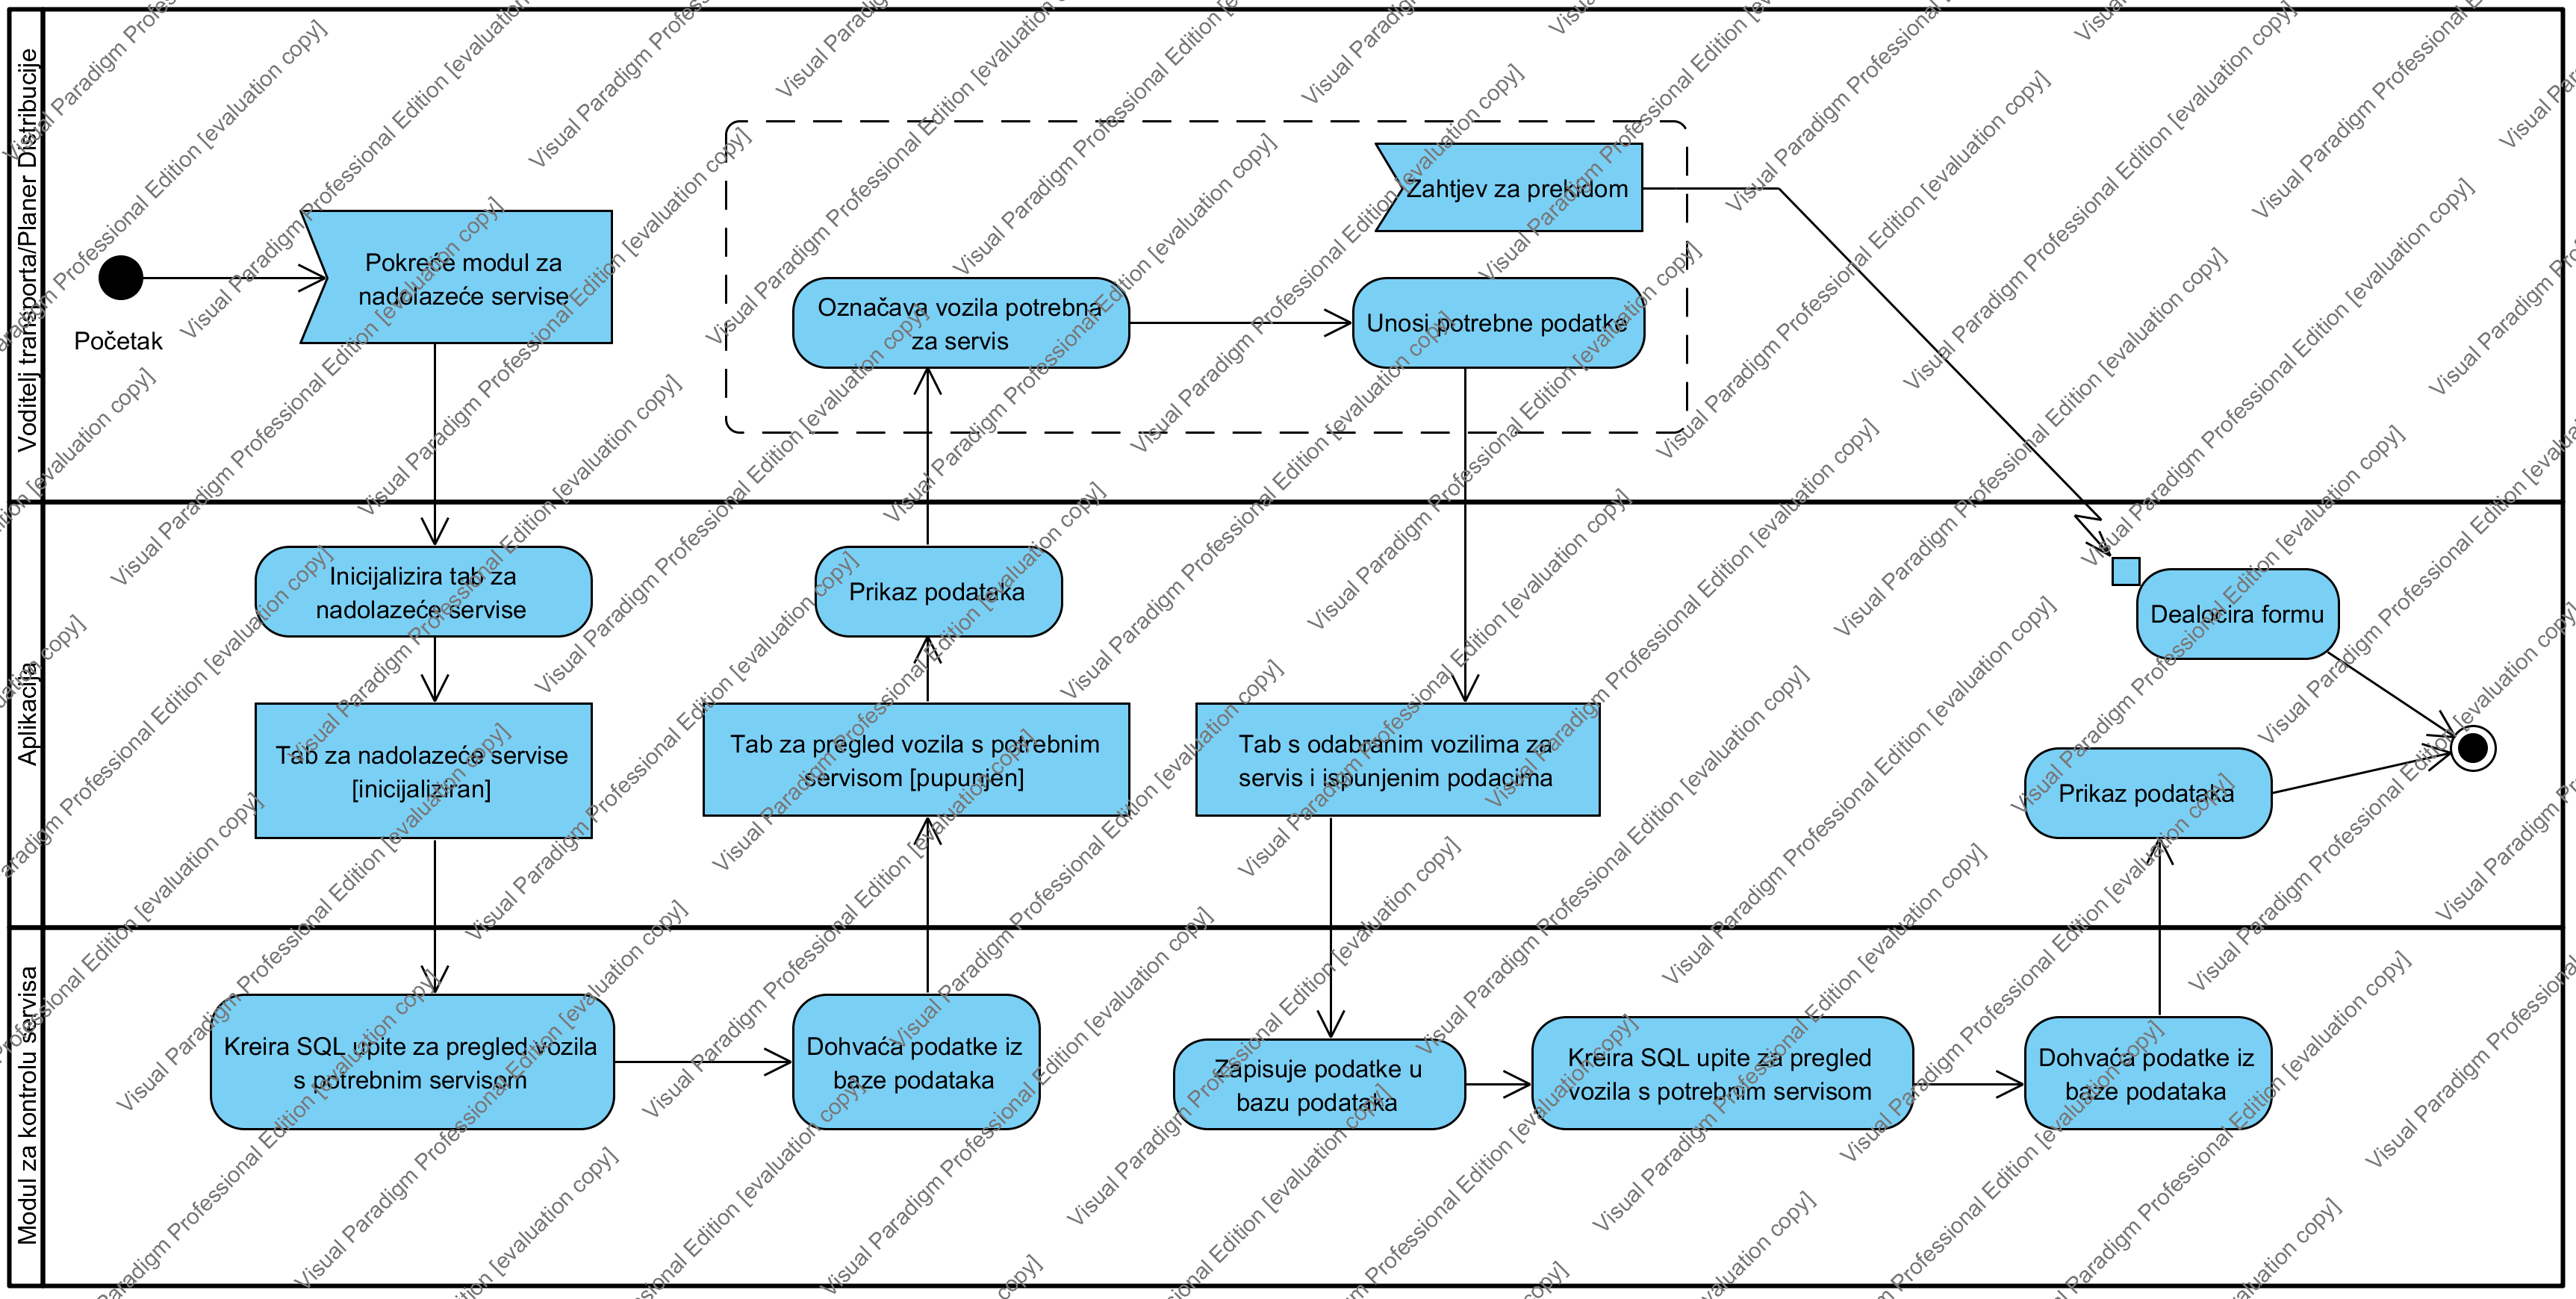 Voditelj transporta/Planer Distribucije
Početak
Pokreće modul za
nadolazeće servise
Zahtjev za prekidom
Označava vozila potrebna
za servis
Unosi potrebne podatke
Aplikacija
Inicijalizira tab za
nadolazeće servise
Prikaz podataka
Dealocira formu
Tab za nadolazeće servise
[inicijaliziran]
Tab za pregled vozila s potrebnim
servisom [pupunjen]
Tab s odabranim vozilima za
servis i ispunjenim podacima
Prikaz podataka
Modul za kontrolu servisa
Kreira SQL upite za pregled vozila
s potrebnim servisom
Dohvaća podatke iz
baze podataka
Zapisuje podatke u
bazu podataka
Kreira SQL upite za pregled
vozila s potrebnim servisom
Dohvaća podatke iz
baze podataka
Visual Paradigm Professional Edition [evaluation copy]